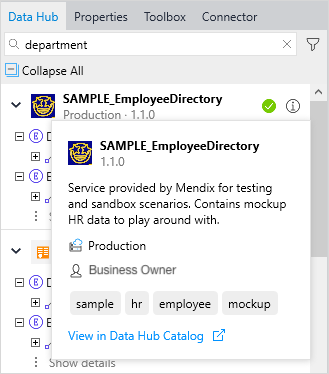 Data Hub Properties Toolbox Connector
department
Collapse All
SAMPLE_EmployeeDirectory
Production · 1.1.0
SAMPLE_EmployeeDirectory
1.1.0
Service provided by Mendix for testing
and sandbox scenarios. Contains mockup
HR data to play around with.
Production
Business Owner
sample hr employee mockup
View in Data Hub Catalog
Show details